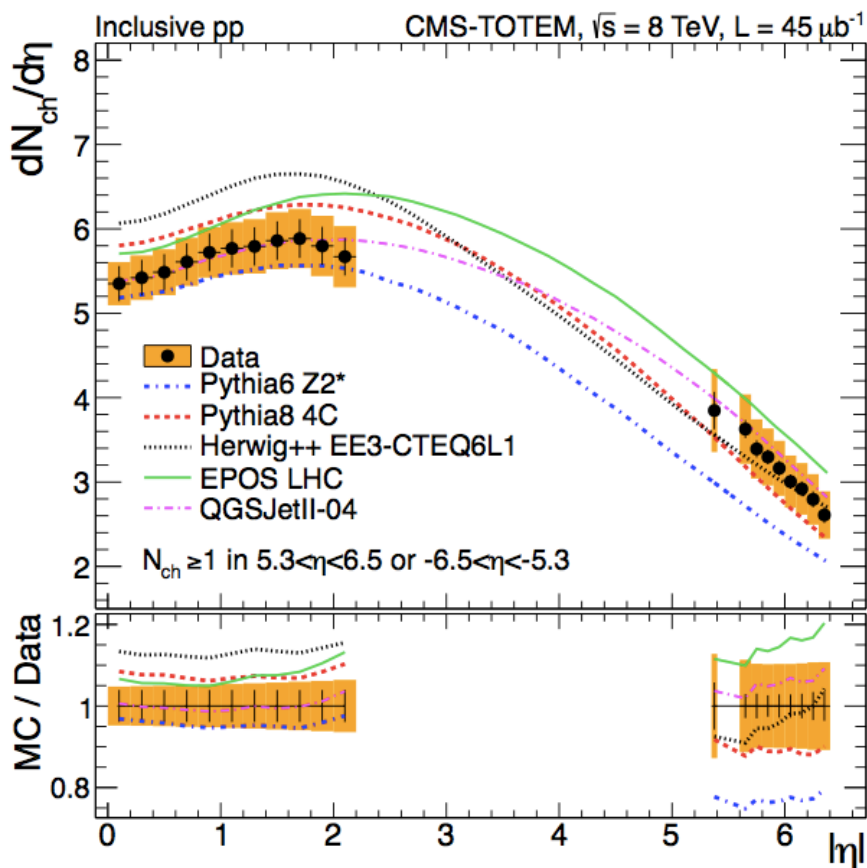 Inclusive pp
CMS-TOTEM, √s = 8 TeV, L = 45 μb⁻¹
dN_ch/dη
8
7
6
5
4
3
2
Data
Pythia6 Z2*
Pythia8 4C
Herwig++ EE3-CTEQ6L1
EPOS LHC
QGSJetII-04
N_ch ≥1 in 5.3<η<6.5 or -6.5<η<-5.3
MC / Data
1.2
1
0.8
0 1 2 3 4 5 6
|η|